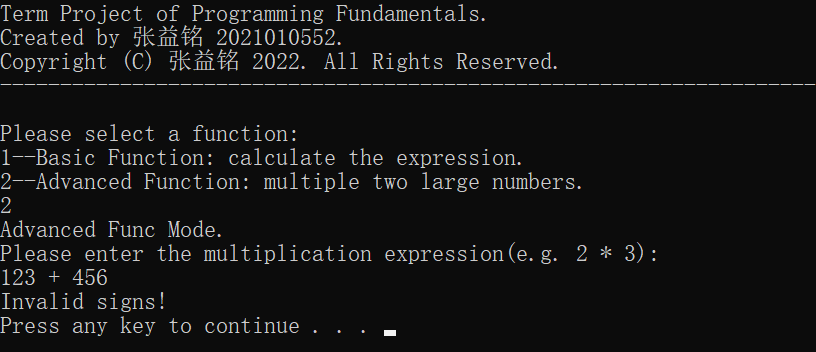 Term Project of Programming Fundamentals.
Created by 张益铭 2021010552.
Copyright (C) 张益铭 2022. All Rights Reserved.
--------------------------------------------------------------------
Please select a function:
1--Basic Function: calculate the expression.
2--Advanced Function: multiple two large numbers.
2
Advanced Func Mode.
Please enter the multiplication expression(e.g. 2 * 3):
123 + 456
Invalid signs!
Press any key to continue . . .